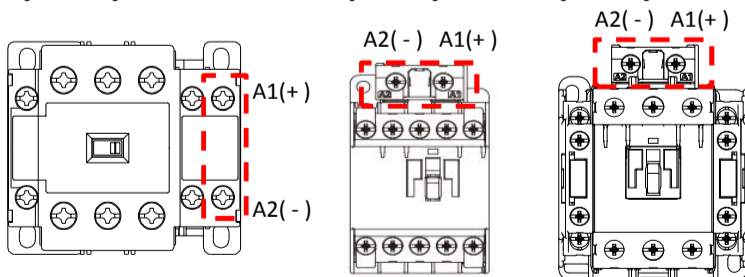 A2( - ) A1(+ )
A2( - ) A1(+ )
A1(+ )
A2( - )
A2 A1
A2 A1